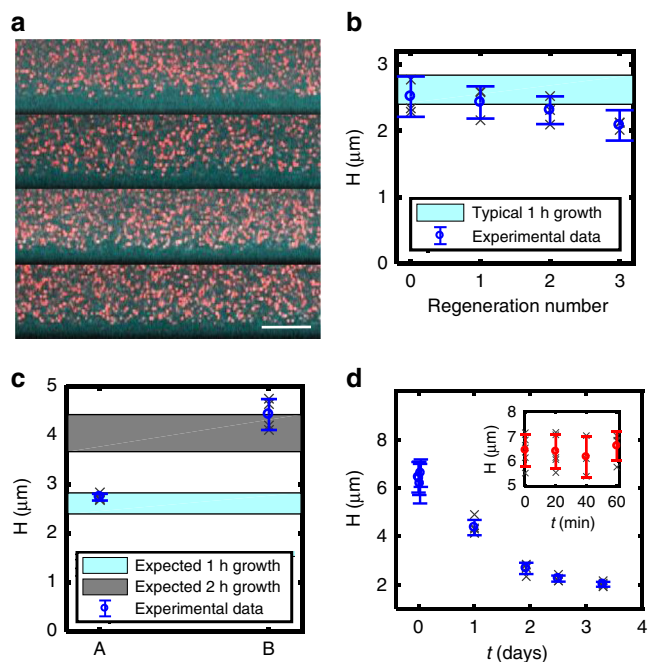 a
b
3
2
1
0
H (μm)
Typical 1 h growth
Experimental data
0 1 2 3
Regeneration number
c
5
4
3
2
1
0
H (μm)
Expected 1 h growth
Expected 2 h growth
Experimental data
A B
d
8
6
4
2
H (μm)
7
6
5
H (μm)
0 20 40 60
t (min)
0 1 2 3 4
t (days)